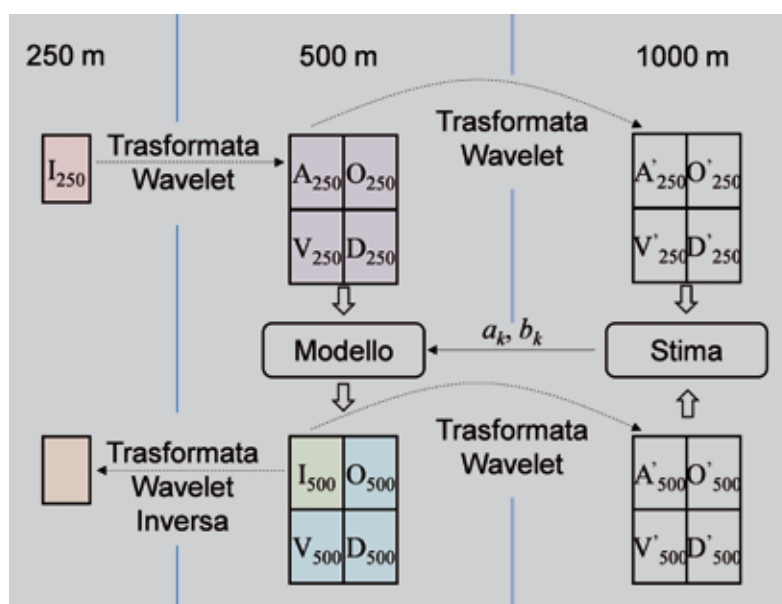 250 m
500 m
1000 m
I250
Trasformata
Wavelet
A250 O250
V250 D250
Trasformata
Wavelet
A'250 O'250
V'250 D'250
Modello
ak, bk
Stima
Trasformata
Wavelet
Inversa
I500 O500
V500 D500
Trasformata
Wavelet
A'500 O'500
V'500 D'500